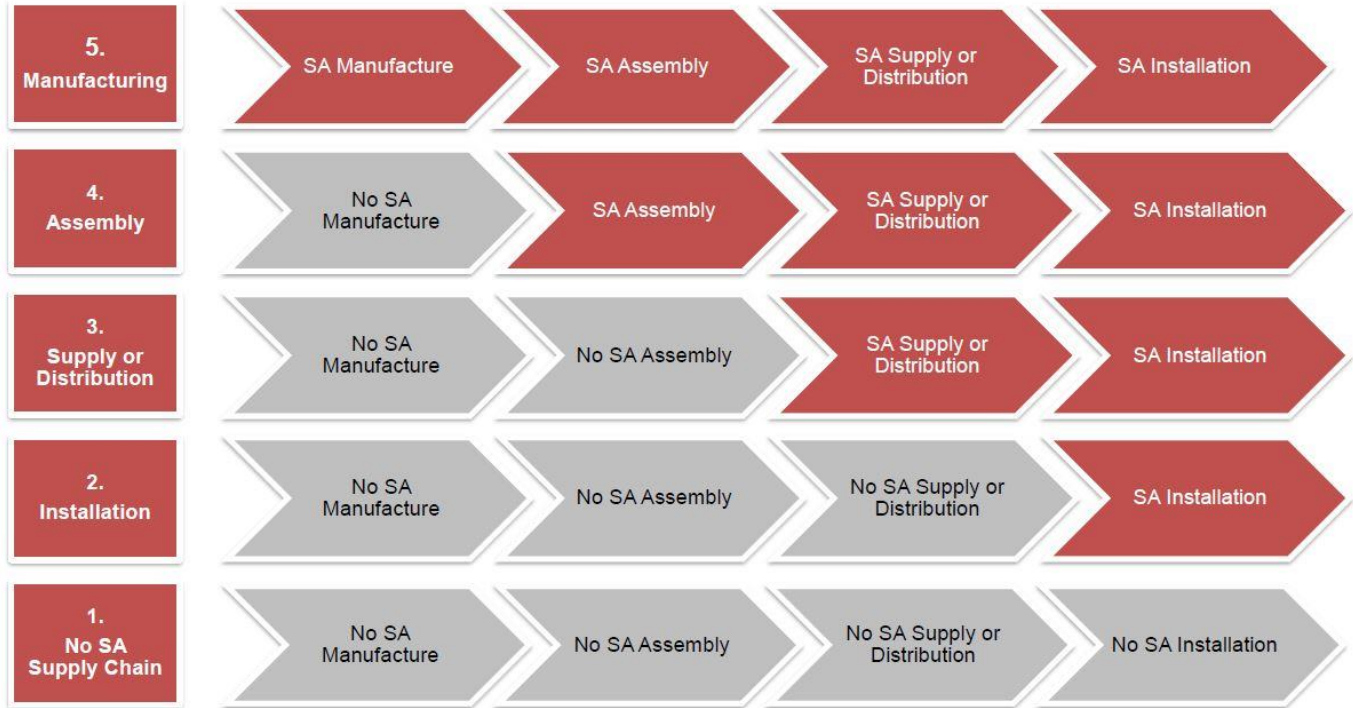 5.
Manufacturing
SA Manufacture
SA Assembly
SA Supply or
Distribution
SA Installation
4.
Assembly
No SA
Manufacture
SA Assembly
SA Supply or
Distribution
SA Installation
3.
Supply or
Distribution
No SA
Manufacture
No SA Assembly
SA Supply or
Distribution
SA Installation
2.
Installation
No SA
Manufacture
No SA Assembly
No SA Supply or
Distribution
SA Installation
1.
No SA
Supply Chain
No SA
Manufacture
No SA Assembly
No SA Supply or
Distribution
No SA Installation